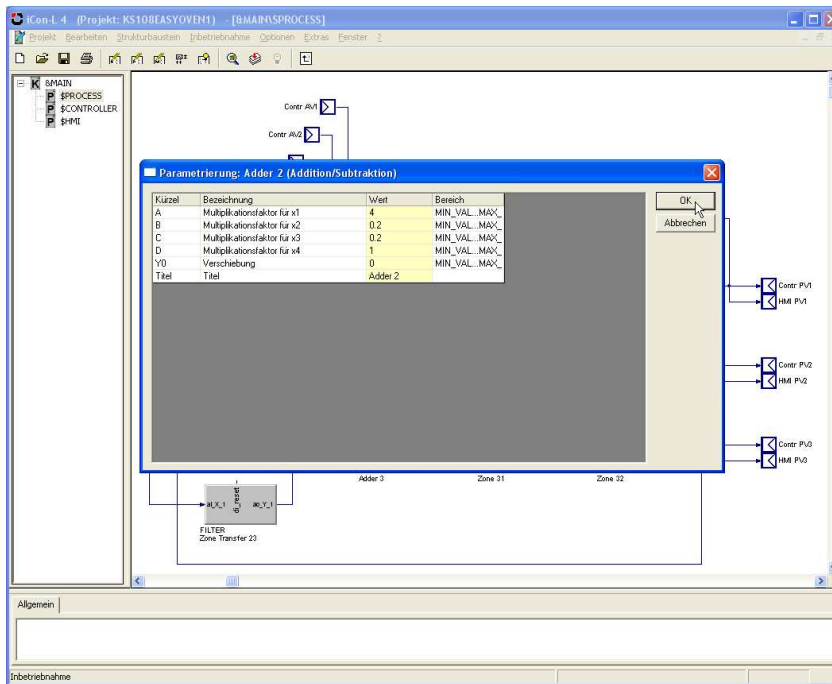 iCon-L 4 (Projekt: KS108EASYOVEN1) - [&MAIN\$PROCESS]
Projekt Bearbeiten Strukturbaustein Inbetriebnahme Optionen Extras Fenster ?
&MAIN
$PROCESS
$CONTROLLER
$HMI
Contr AV1
Contr AV2
Parametrierung: Adder 2 (Addition/Subtraktion)
Kürzel Bezeichnung Wert Bereich
A Multiplikationsfaktor für x1 4 MIN_VAL...MAX_
B Multiplikationsfaktor für x2 0.2 MIN_VAL...MAX_
C Multiplikationsfaktor für x3 0.2 MIN_VAL...MAX_
D Multiplikationsfaktor für x4 1 MIN_VAL...MAX_
Y0 Verschiebung 0 MIN_VAL...MAX_
Titel Titel Adder 2
OK
Abbrechen
Contr PV1
HMI PV1
Contr PV2
HMI PV2
Contr PV3
HMI PV3
Adder 3 Zone 31 Zone 32
ai_X_1 di_reset ao_Y_1
FILTER
Zone Transfer 23
Allgemein
Inbetriebnahme